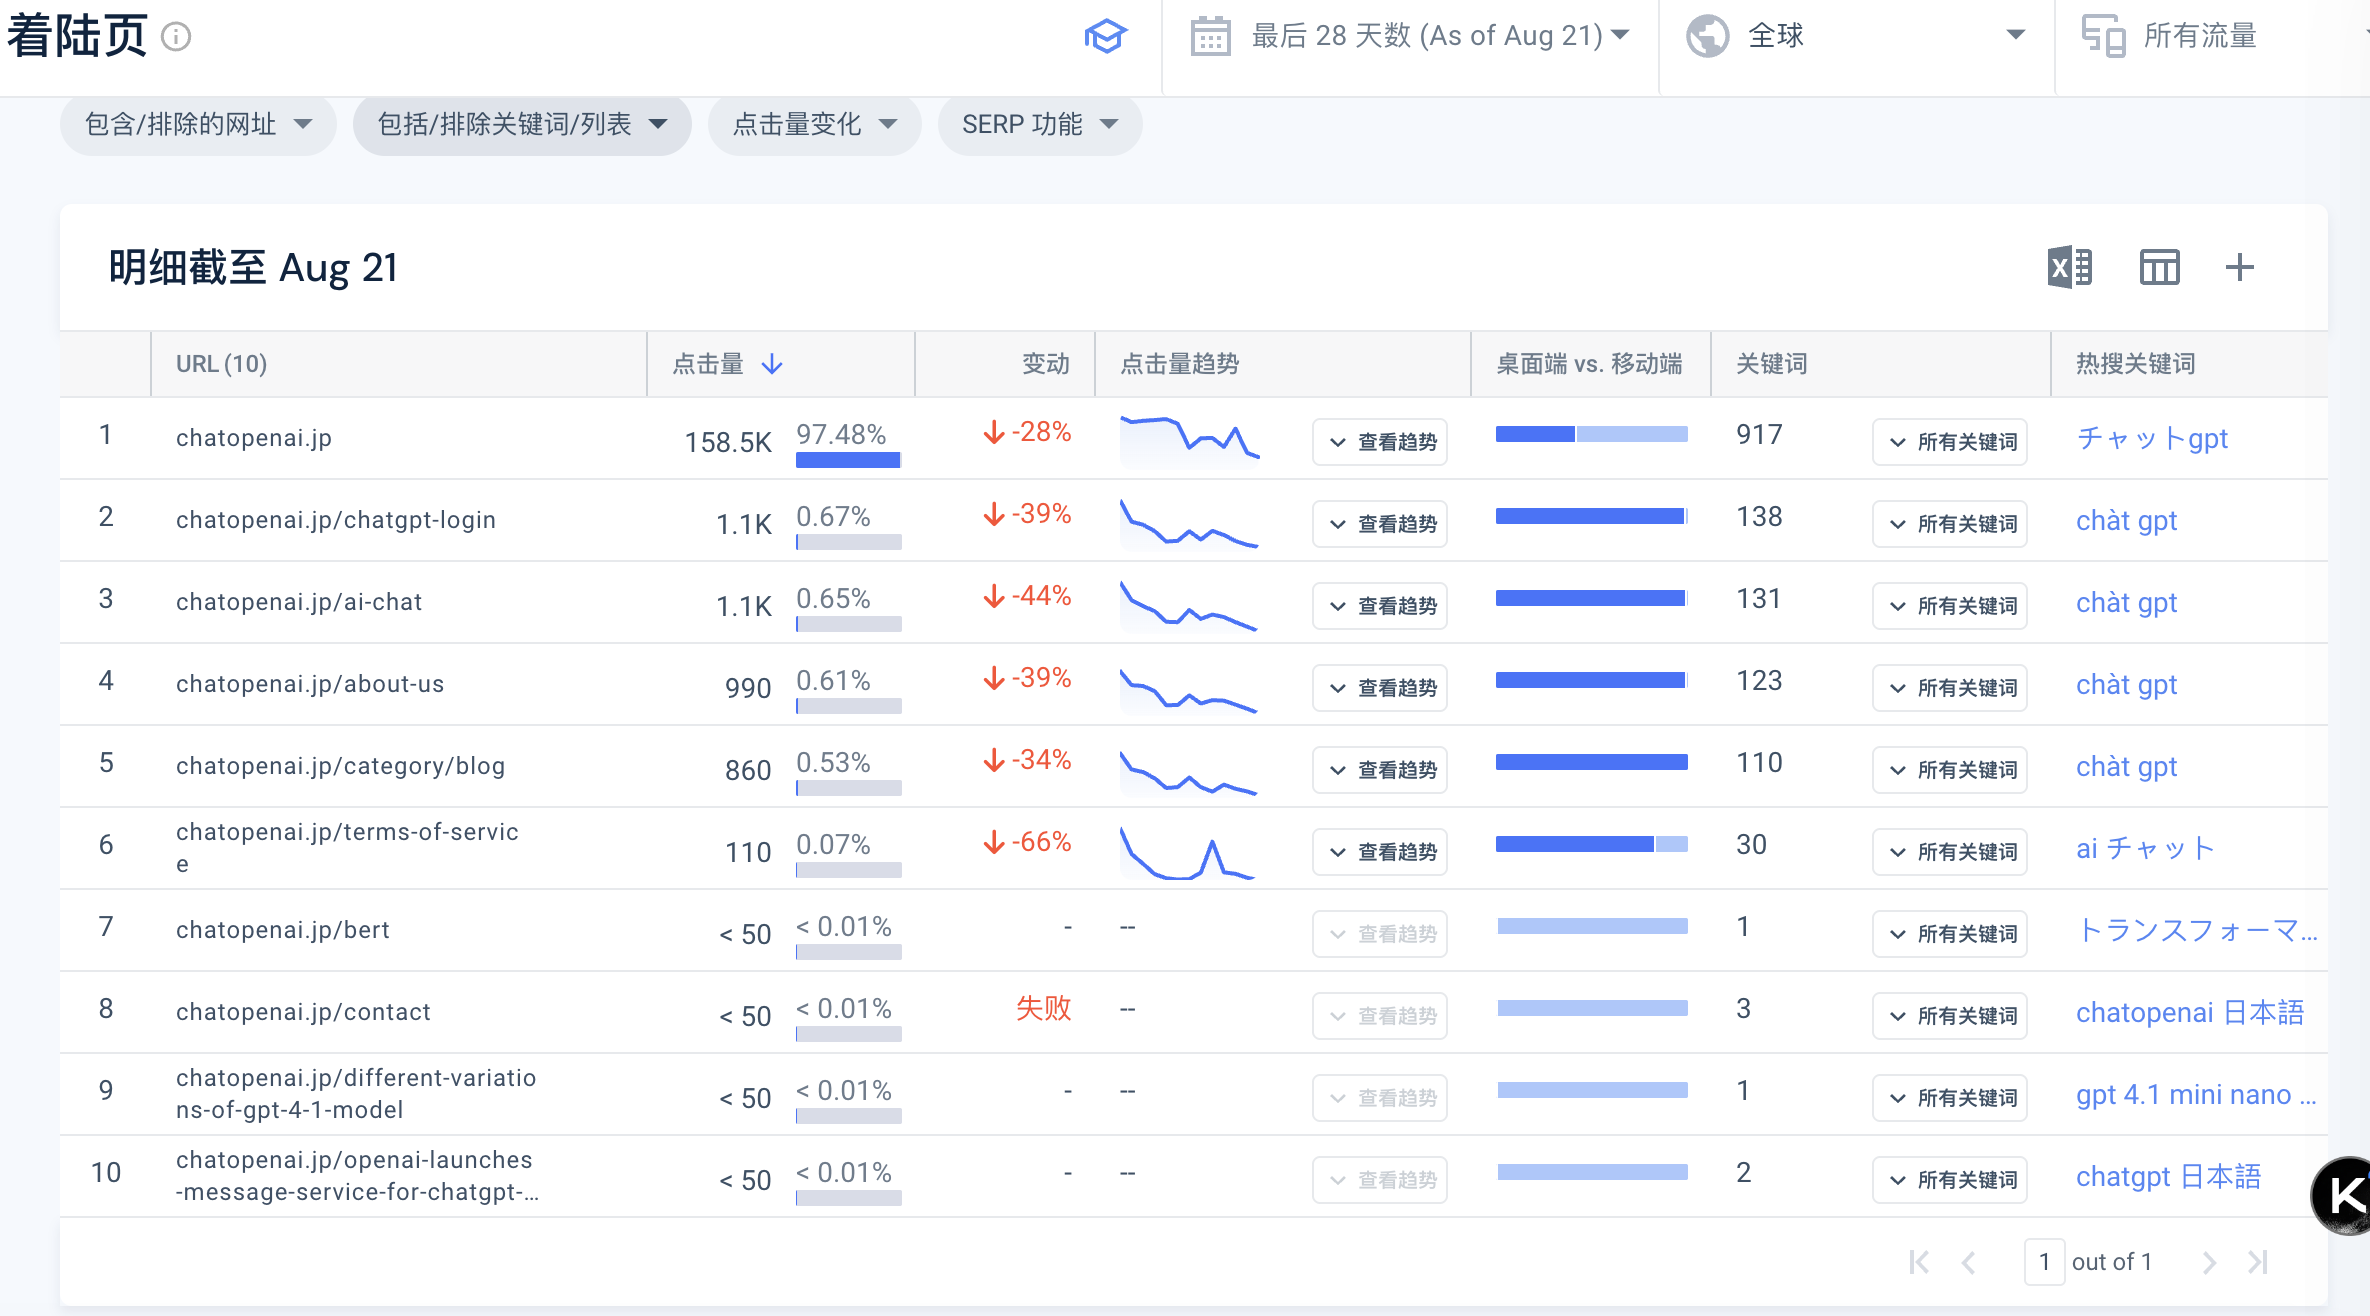 着陆页
最后 28 天数 (As of Aug 21)
全球
所有流量
包含/排除的网址
包括/排除关键词/列表
点击量变化
SERP 功能
明细截至 Aug 21
URL (10) 点击量 变动 点击量趋势 桌面端 vs. 移动端 关键词 热搜关键词
1 chatopenai.jp 158.5K 97.48% -28% 查看趋势 917 所有关键词 チャットgpt
2 chatopenai.jp/chatgpt-login 1.1K 0.67% -39% 查看趋势 138 所有关键词 chàt gpt
3 chatopenai.jp/ai-chat 1.1K 0.65% -44% 查看趋势 131 所有关键词 chàt gpt
4 chatopenai.jp/about-us 990 0.61% -39% 查看趋势 123 所有关键词 chàt gpt
5 chatopenai.jp/category/blog 860 0.53% -34% 查看趋势 110 所有关键词 chàt gpt
6 chatopenai.jp/terms-of-servic
e 110 0.07% -66% 查看趋势 30 所有关键词 ai チャット
7 chatopenai.jp/bert < 50 < 0.01% - -- 查看趋势 1 所有关键词 トランスフォーマ...
8 chatopenai.jp/contact < 50 < 0.01% 失败 -- 查看趋势 3 所有关键词 chatopenai 日本語
9 chatopenai.jp/different-variatio
ns-of-gpt-4-1-model < 50 < 0.01% - -- 查看趋势 1 所有关键词 gpt 4.1 mini nano ...
10 chatopenai.jp/openai-launches
-message-service-for-chatgpt-... < 50 < 0.01% - -- 查看趋势 2 所有关键词 chatgpt 日本語
1 out of 1
K